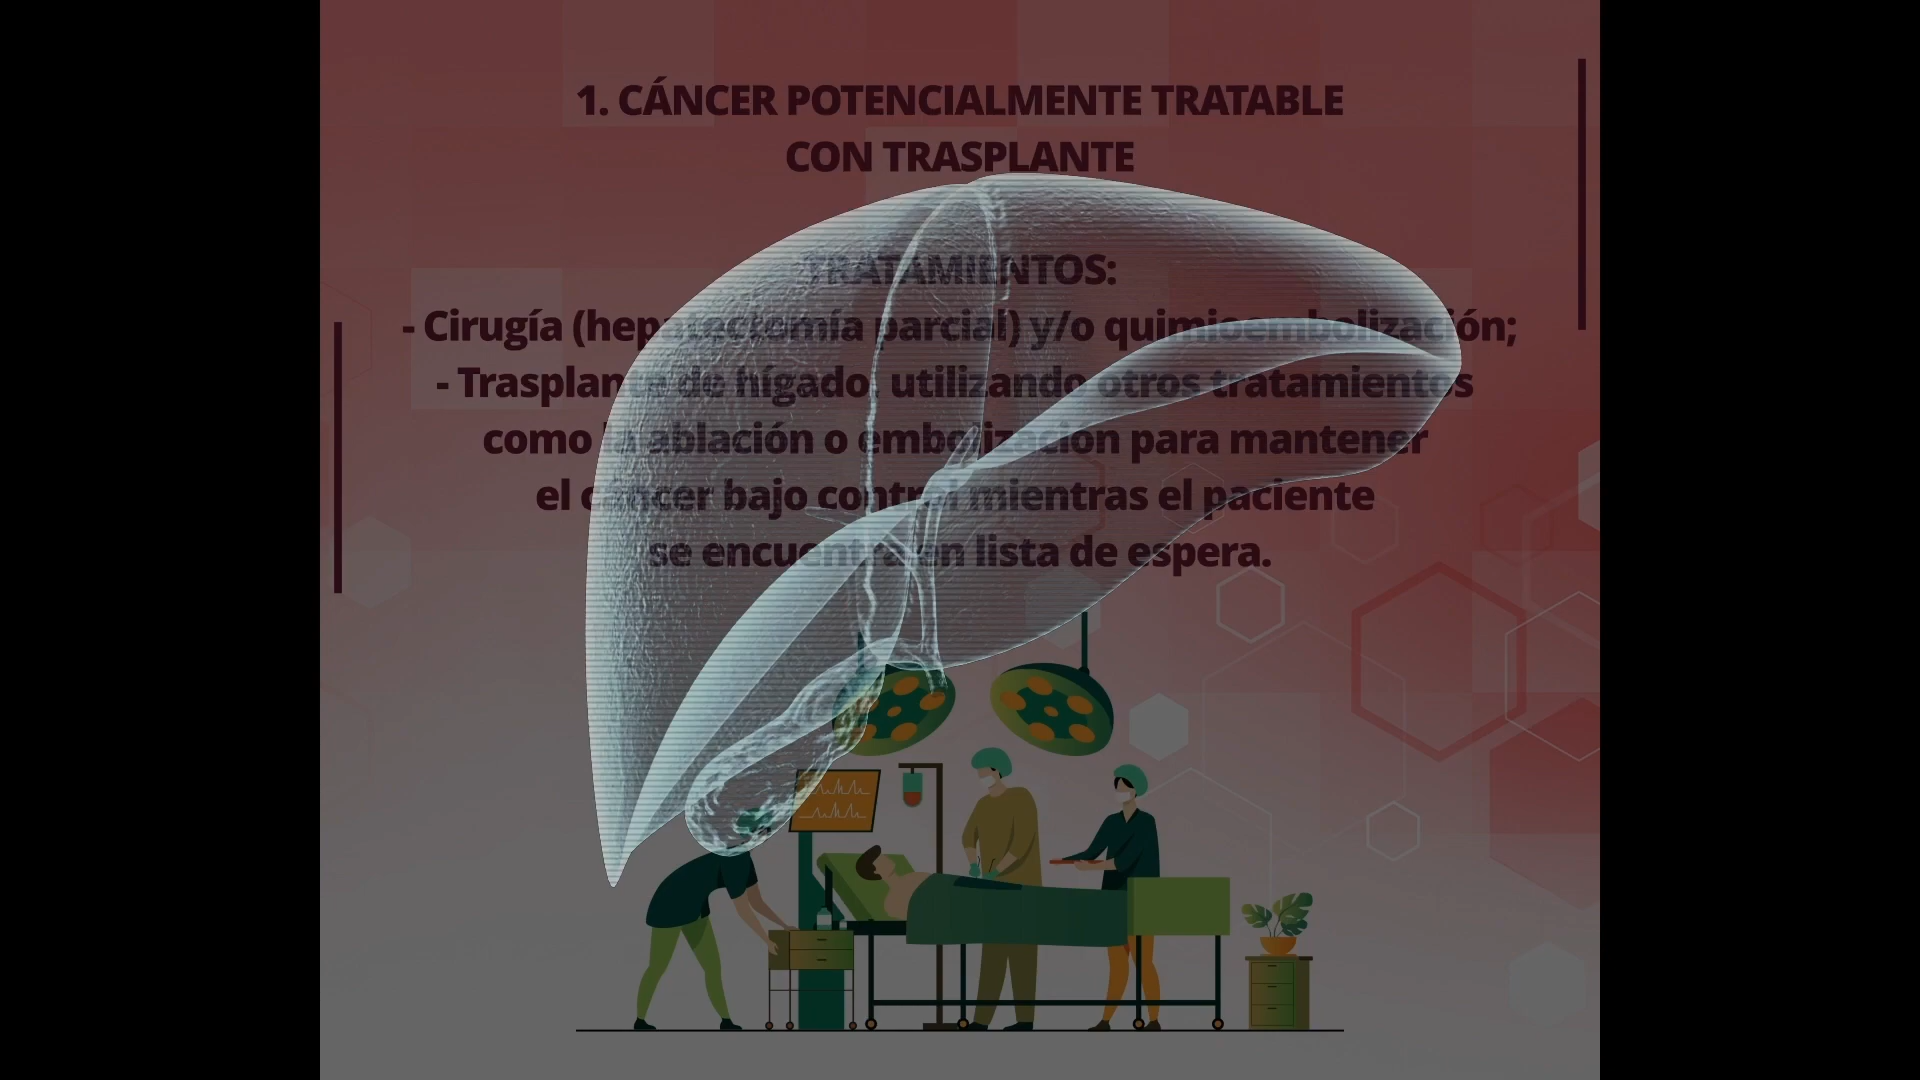 1. CÁNCER POTENCIALMENTE TRATABLE
CON TRASPLANTE
TRATAMIENTOS:
- Cirugía (hepatectomía parcial) y/o quimioembolización;
- Trasplante de hígado, utilizando otros tratamientos
como la ablación o embolización para mantener
el cáncer bajo control mientras el paciente
se encuentra en lista de espera.